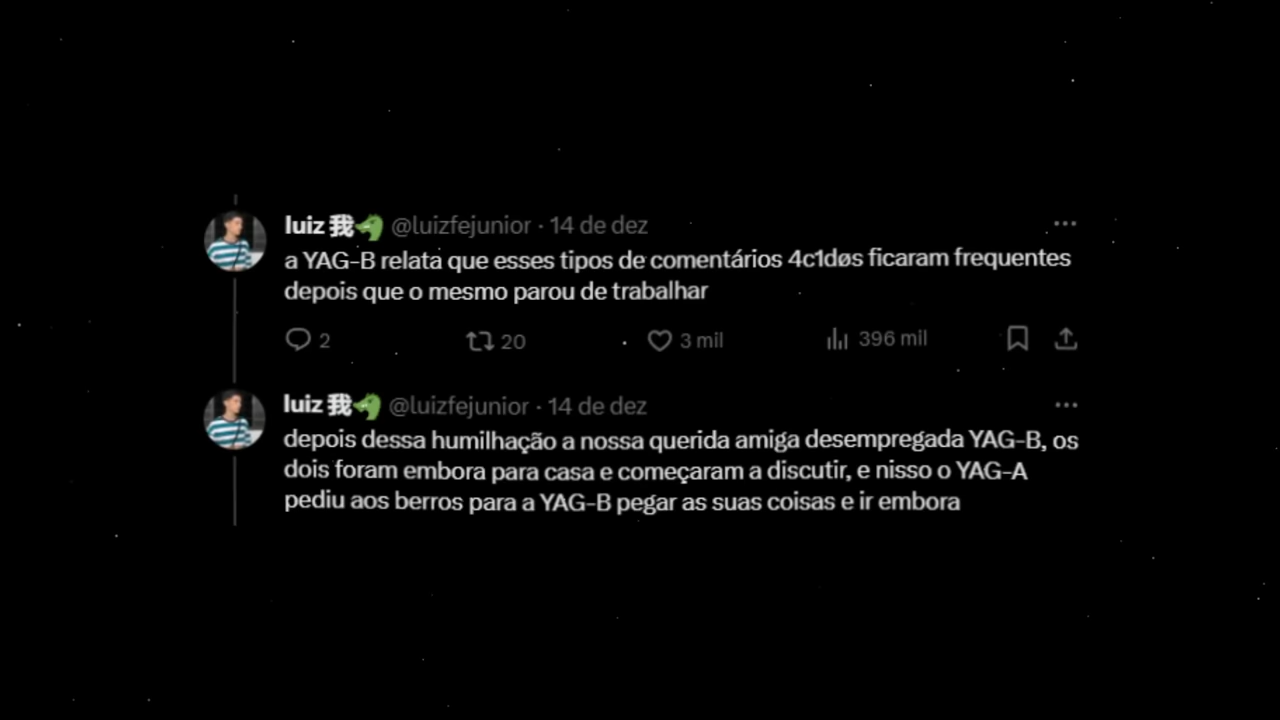 luiz 我🐲 @luizfejunior · 14 de dez
a YAG-B relata que esses tipos de comentários 4c1døs ficaram frequentes
depois que o mesmo parou de trabalhar
2 20 3 mil 396 mil
luiz 我🐲 @luizfejunior · 14 de dez
depois dessa humilhação a nossa querida amiga desempregada YAG-B, os
dois foram embora para casa e começaram a discutir, e nisso o YAG-A
pediu aos berros para a YAG-B pegar as suas coisas e ir embora